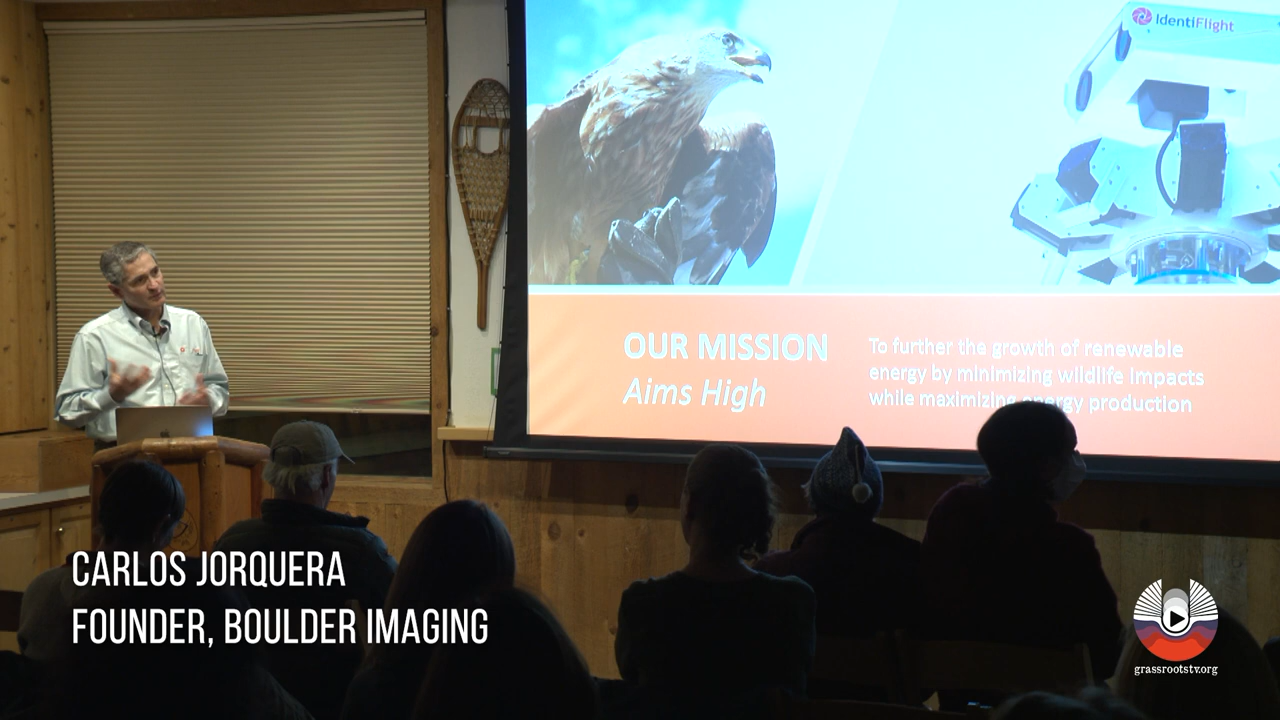 IdentiFlight
OUR MISSION
Aims High
To further the growth of renewable
energy by minimizing wildlife impacts
while maximizing energy production
CARLOS JORQUERA
FOUNDER, BOULDER IMAGING
grassrootstv.org